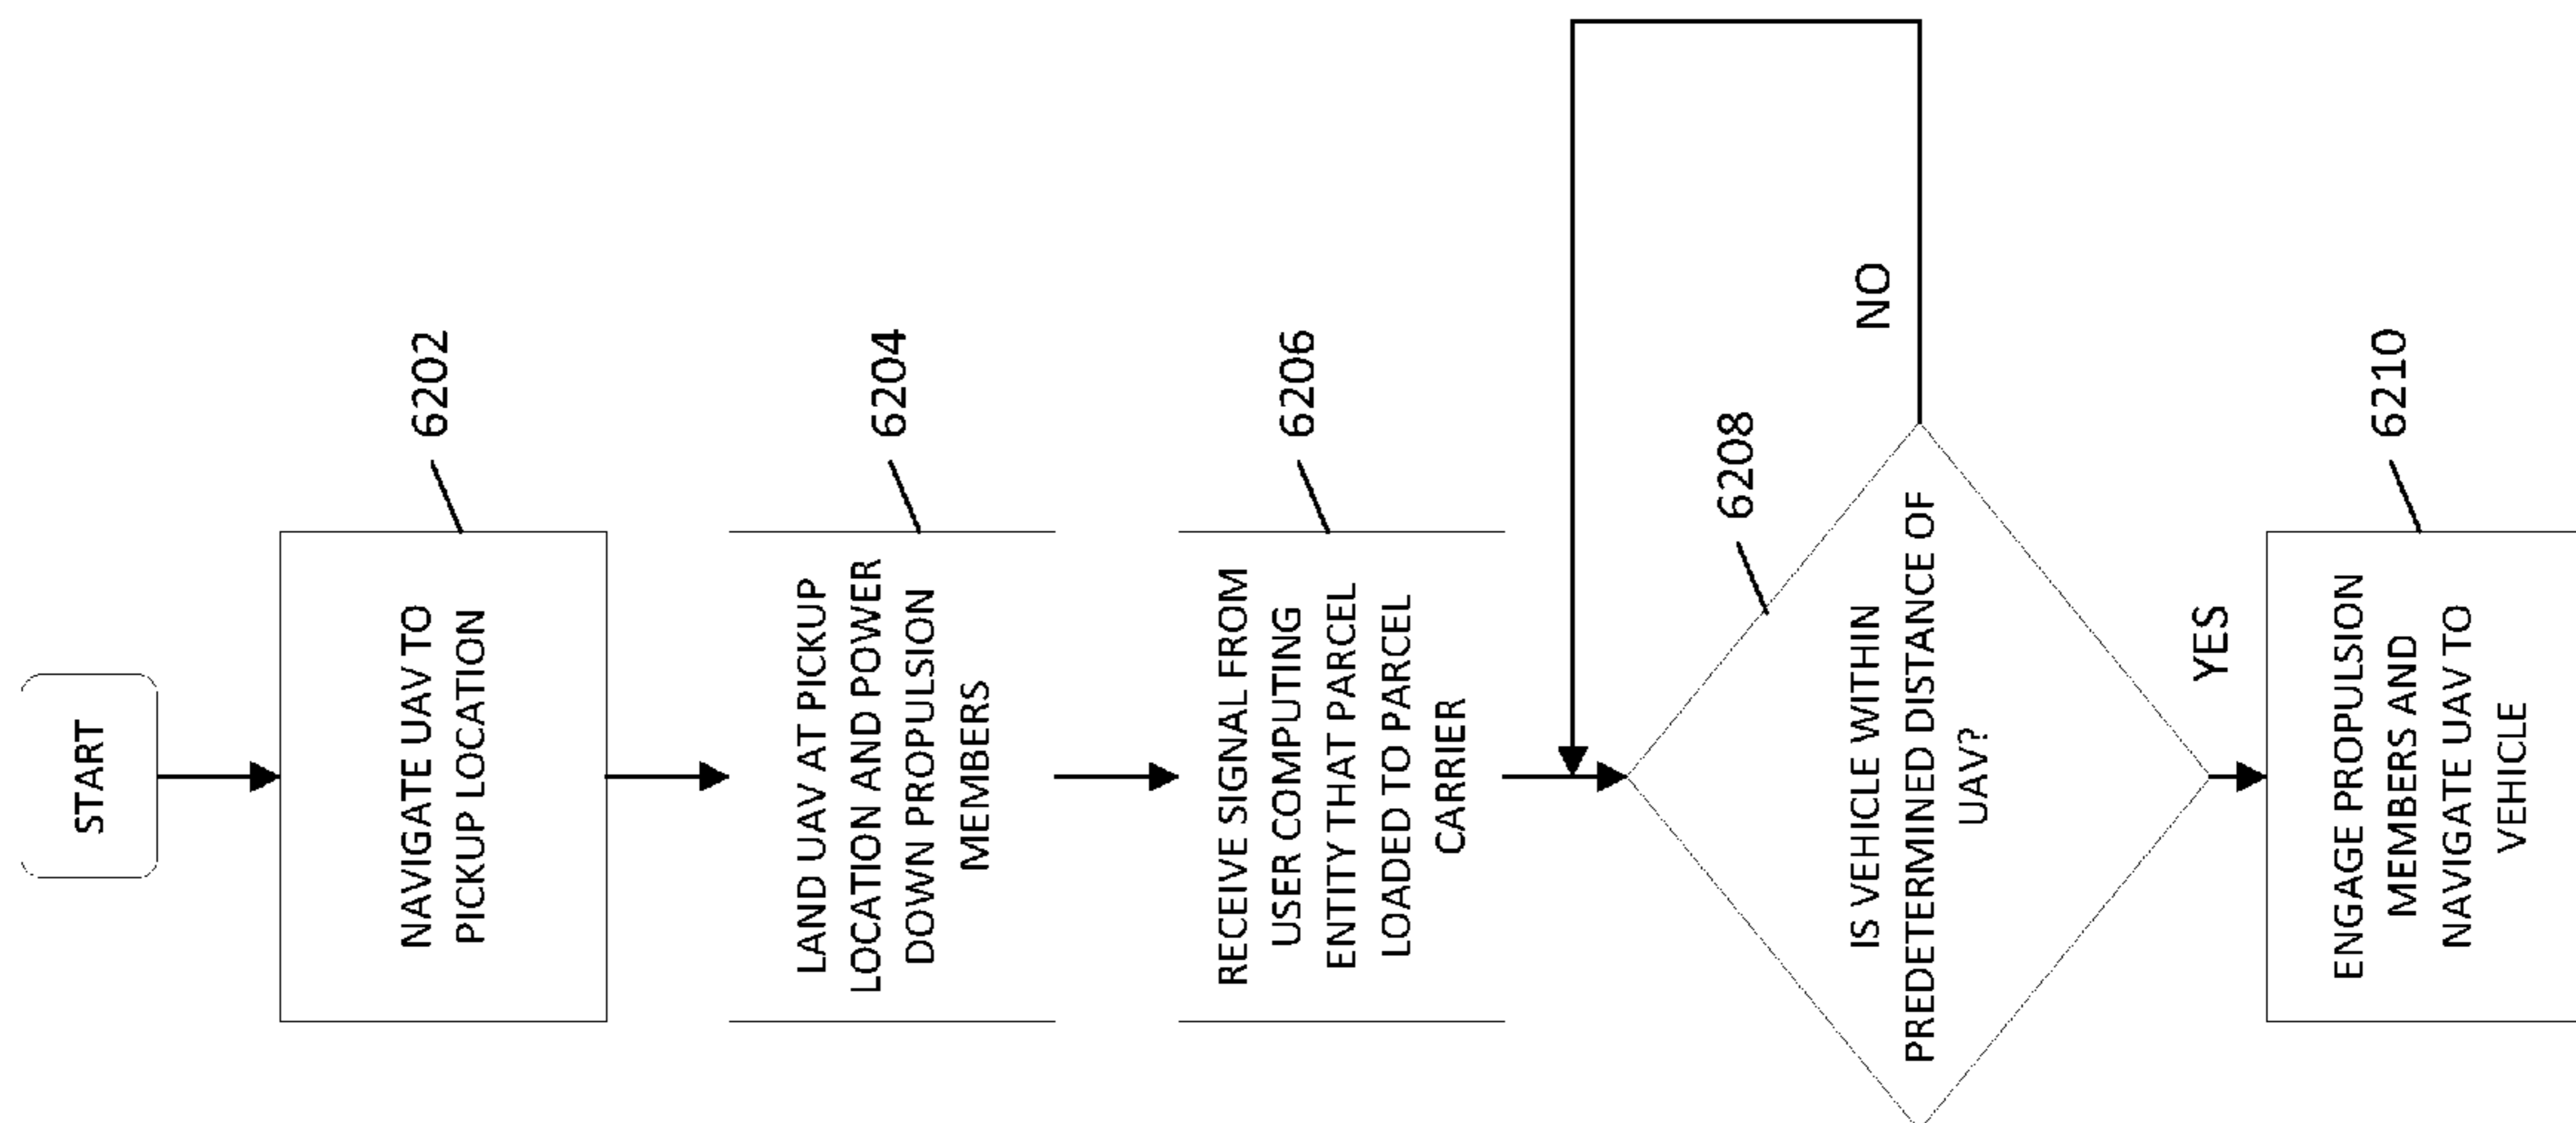 START
6202
NAVIGATE UAV TO
PICKUP LOCATION
6204
LAND UAV AT PICKUP
LOCATION AND POWER
DOWN PROPULSION
MEMBERS
6206
RECEIVE SIGNAL FROM
USER COMPUTING
ENTITY THAT PARCEL
LOADED TO PARCEL
CARRIER
6208
IS VEHICLE WITHIN
PREDETERMINED DISTANCE OF
UAV?
NO
YES
6210
ENGAGE PROPULSION
MEMBERS AND
NAVIGATE UAV TO
VEHICLE